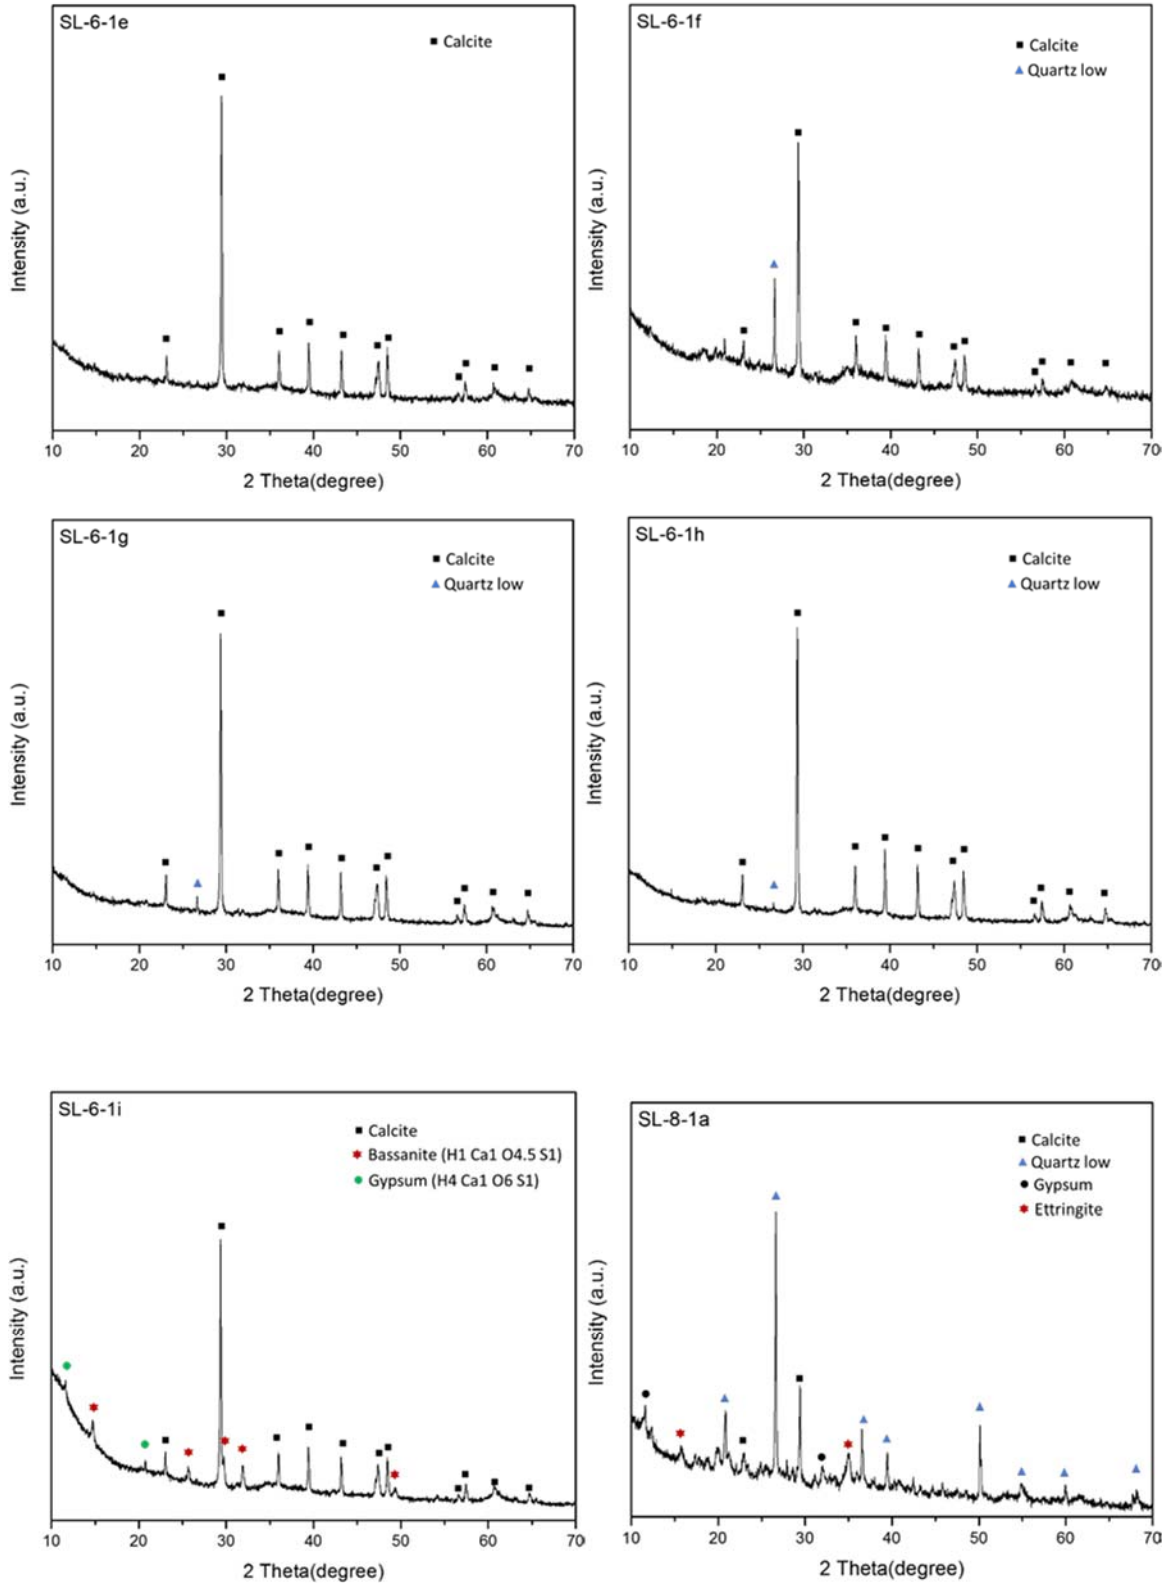 SL-6-1e
Calcite
Intensity (a.u.)
10 20 30 40 50 60 70
2 Theta(degree)
SL-6-1f
Calcite
Quartz low
Intensity (a.u.)
10 20 30 40 50 60 70
2 Theta(degree)
SL-6-1g
Calcite
Quartz low
Intensity (a.u.)
10 20 30 40 50 60 70
2 Theta(degree)
SL-6-1h
Calcite
Quartz low
Intensity (a.u.)
10 20 30 40 50 60 70
2 Theta(degree)
SL-6-1i
Calcite
Bassanite (H1 Ca1 O4.5 S1)
Gypsum (H4 Ca1 O6 S1)
Intensity (a.u.)
10 20 30 40 50 60 70
2 Theta(degree)
SL-8-1a
Calcite
Quartz low
Gypsum
Ettringite
Intensity (a.u.)
10 20 30 40 50 60 70
2 Theta(degree)